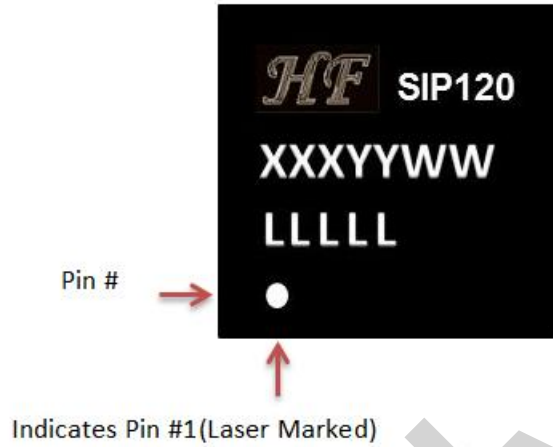 HF SIP120
XXXYYWW
LLLLL
Pin #
Indicates Pin #1(Laser Marked)